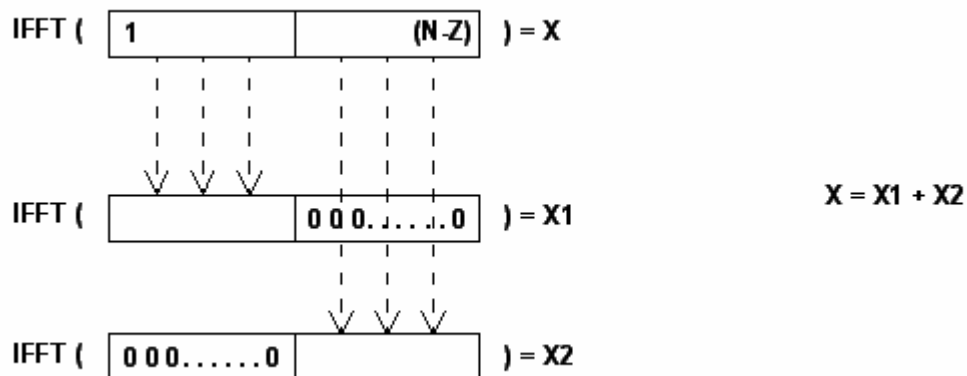 IFFT ( 1 (N-Z) ) = X
IFFT ( 0 0 0.......0 ) = X1
X = X1 + X2
IFFT ( 0 0 0......0 ) = X2